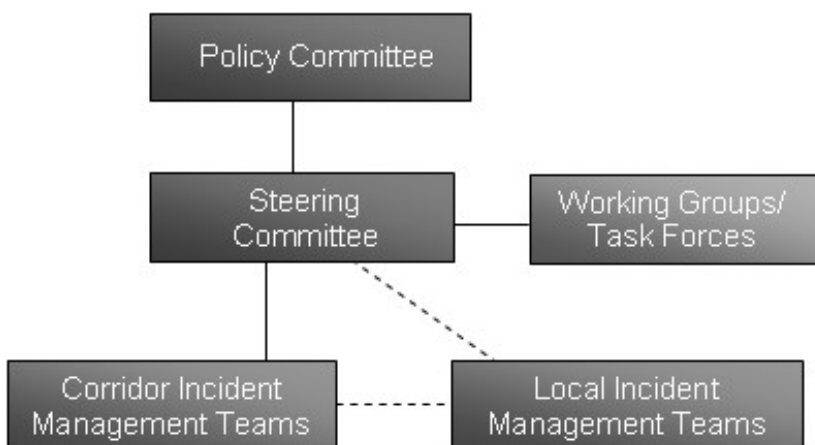 Policy Committee
Steering
Committee
Working Groups/
Task Forces
Corridor Incident
Management Teams
Local Incident
Management Teams